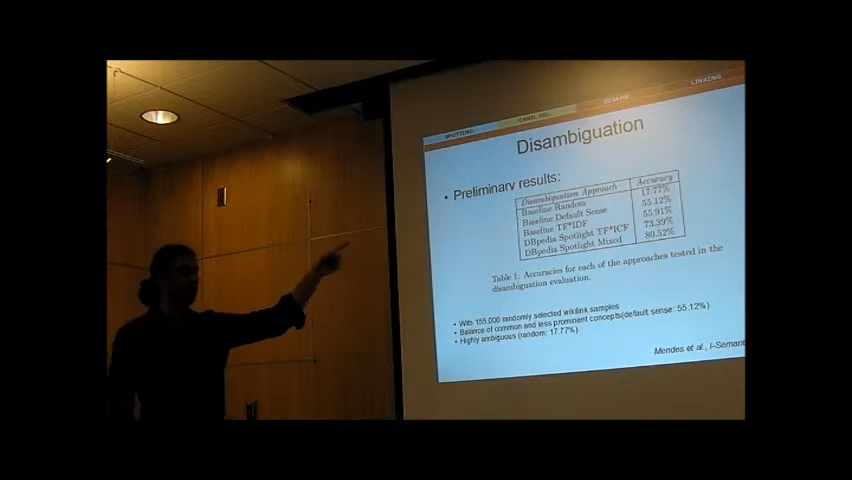 SPOTTING CAND. SEL. DISAMB. LINKING
Disambiguation
• Preliminary results:
Disambiguation Approach Accuracy
Baseline Random 17.77%
Baseline Default Sense 55.12%
Baseline TF*IDF 55.91%
DBpedia Spotlight TF*ICF 73.39%
DBpedia Spotlight Mixed 80.52%
Table 1. Accuracies for each of the approaches tested in the
disambiguation evaluation.
• With 155,000 randomly selected wikilink samples
• Balance of common and less prominent concepts(default sense: 55.12%)
• Highly ambiguous (random: 17.77%)
Mendes et al., I-Semant